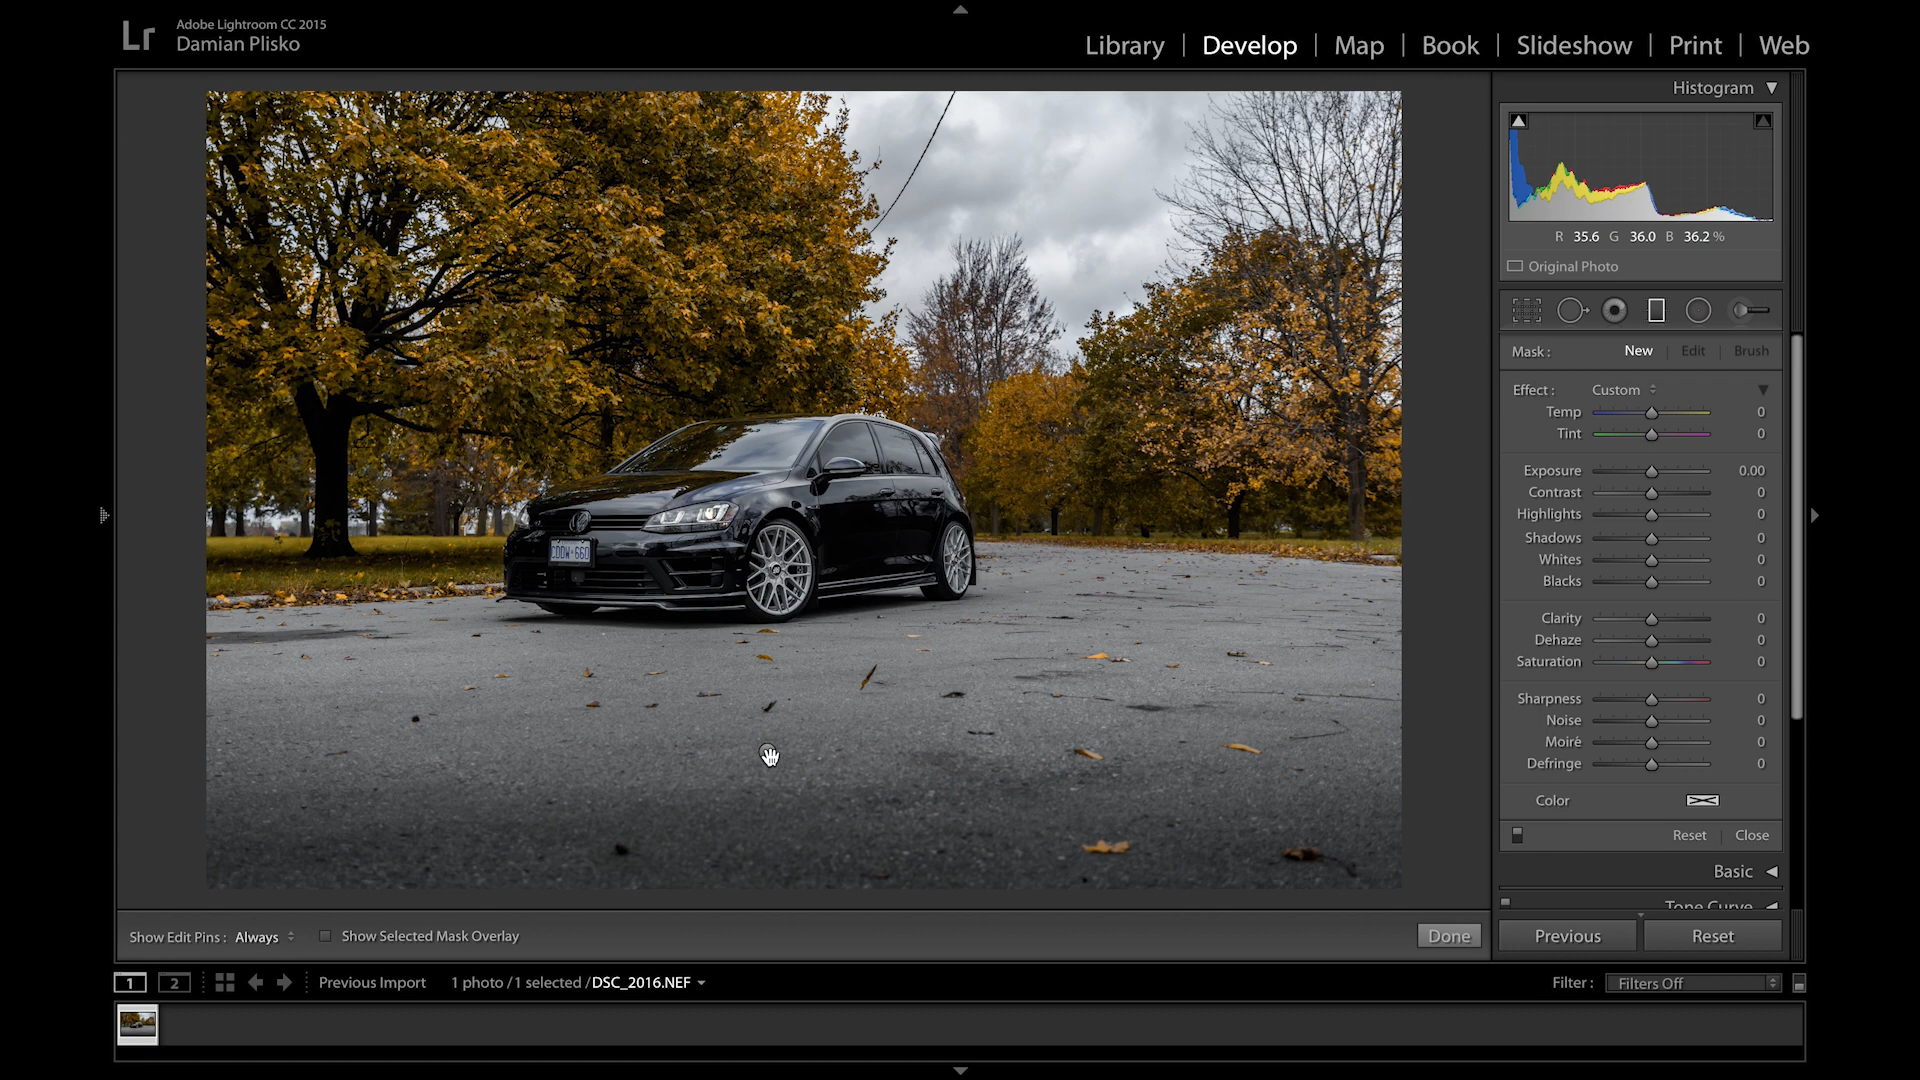 Lr
Adobe Lightroom CC 2015
Damian Plisko
Library | Develop | Map | Book | Slideshow | Print | Web
Histogram
R 35.6 G 36.0 B 36.2 %
Original Photo
Mask : New | Edit | Brush
Effect : Custom
Temp 0
Tint 0
Exposure 0.00
Contrast 0
Highlights 0
Shadows 0
Whites 0
Blacks 0
Clarity 0
Dehaze 0
Saturation 0
Sharpness 0
Noise 0
Moiré 0
Defringe 0
Color
Reset | Close
Basic
Tone Curve
CDDW 660
Show Edit Pins : Always
Show Selected Mask Overlay
Done
Previous
Reset
1
2
Previous Import
1 photo / 1 selected / DSC_2016.NEF
Filter : Filters Off